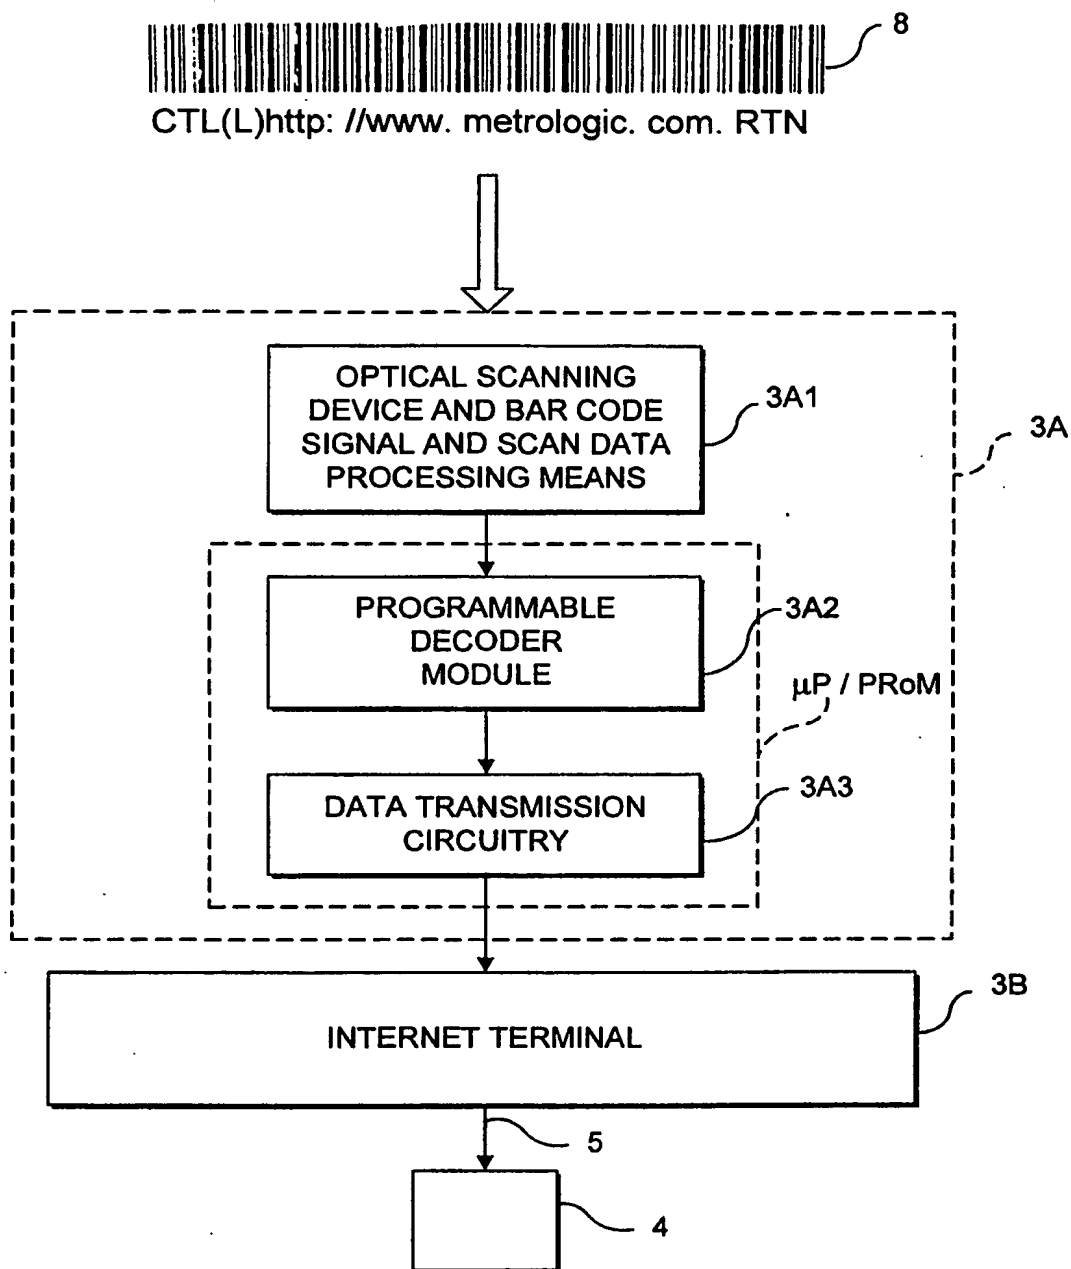 8
CTL(L)http: //www. metrologic. com. RTN
OPTICAL SCANNING
DEVICE AND BAR CODE
SIGNAL AND SCAN DATA
PROCESSING MEANS
3A1
3A
PROGRAMMABLE
DECODER
MODULE
3A2
µP / PRoM
DATA TRANSMISSION
CIRCUITRY
3A3
INTERNET TERMINAL
3B
5
4